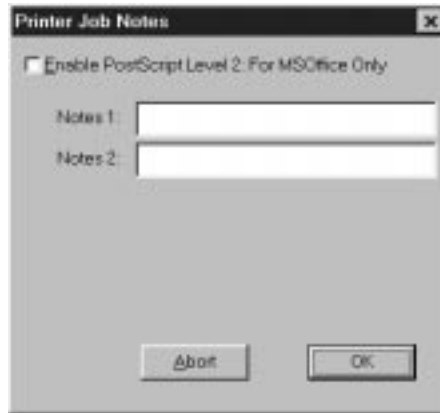 Printer Job Notes
Enable PostScript Level 2: For MSOffice Only
Notes 1:
Notes 2:
Abort
OK